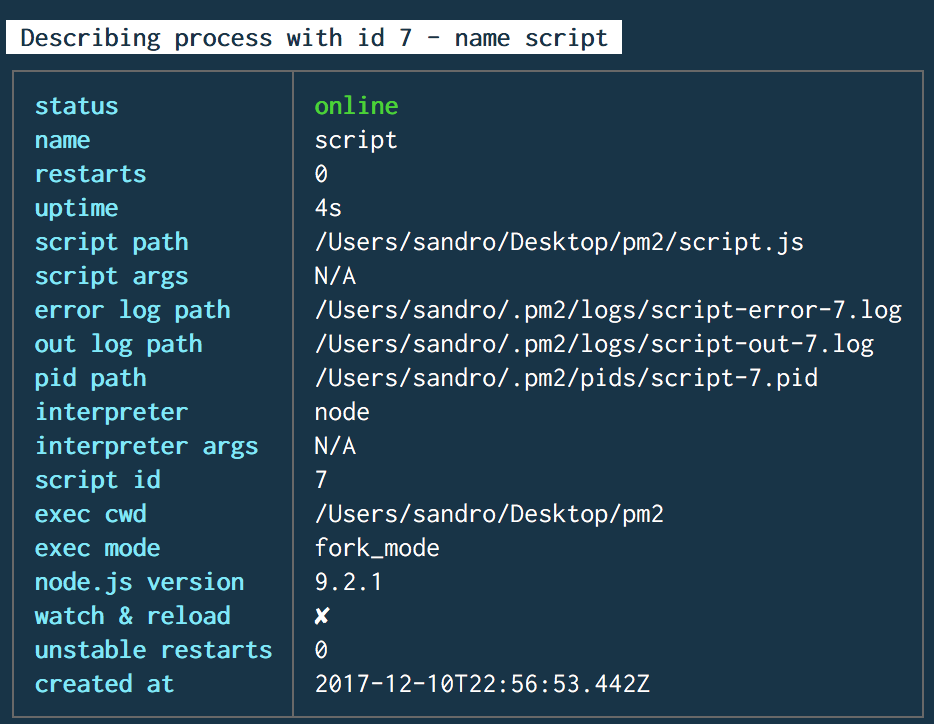 Describing process with id 7 - name script
status online
name script
restarts 0
uptime 4s
script path /Users/sandro/Desktop/pm2/script.js
script args N/A
error log path /Users/sandro/.pm2/logs/script-error-7.log
out log path /Users/sandro/.pm2/logs/script-out-7.log
pid path /Users/sandro/.pm2/pids/script-7.pid
interpreter node
interpreter args N/A
script id 7
exec cwd /Users/sandro/Desktop/pm2
exec mode fork_mode
node.js version 9.2.1
watch & reload ✘
unstable restarts 0
created at 2017-12-10T22:56:53.442Z